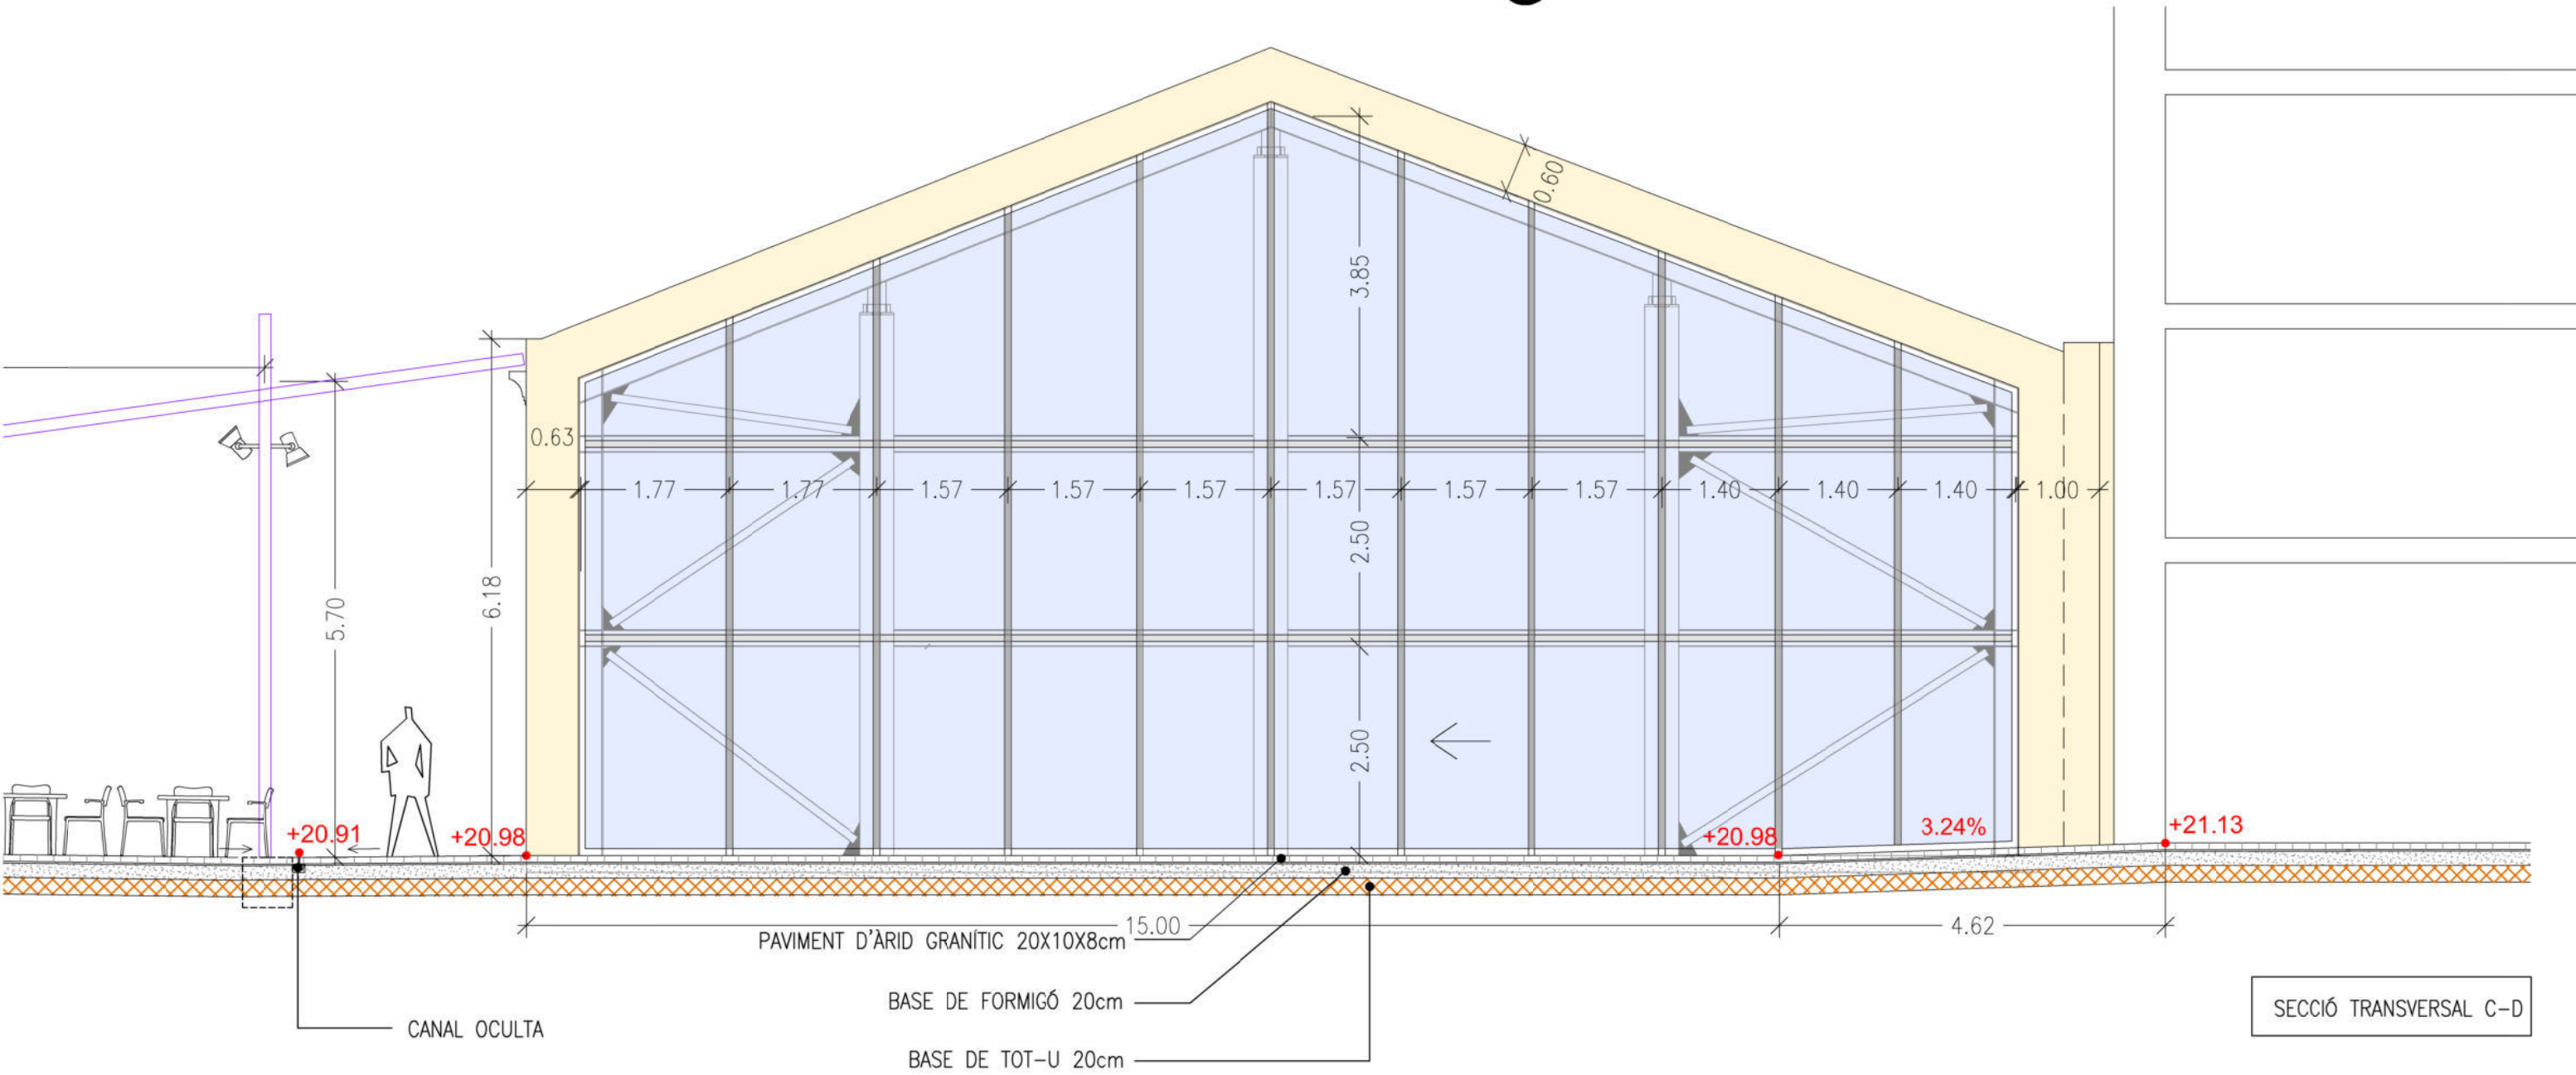 0.60
3.85
0.63
1.77 1.77 1.57 1.57 1.57 1.57 1.57 1.57 1.40 1.40 1.40 1.00
2.50
6.18
5.70
2.50
+20.91 +20.98 +20.98 3.24% +21.13
15.00 4.62
PAVIMENT D'ÀRID GRANÍTIC 20X10X8cm
BASE DE FORMIGÓ 20cm
CANAL OCULTA
BASE DE TOT-U 20cm
SECCIÓ TRANSVERSAL C-D